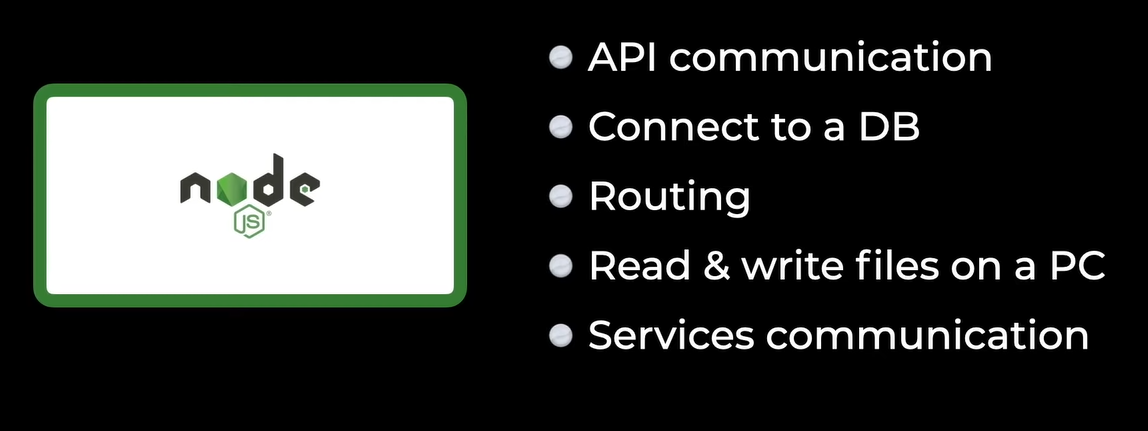 node
JS®
API communication
Connect to a DB
Routing
Read & write files on a PC
Services communication